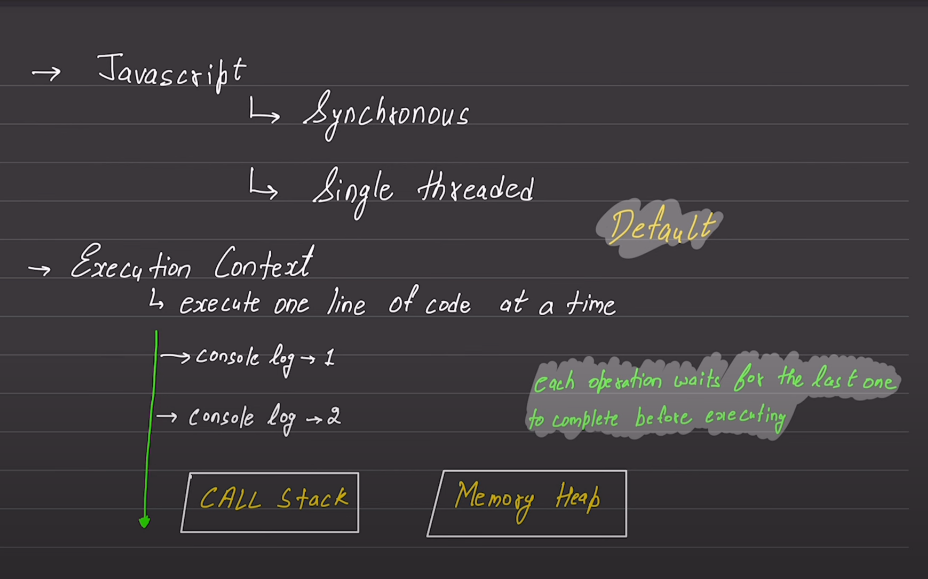 → Javascript
↳ Synchronous
↳ Single threaded
Default
→ Execution Context
↳ execute one line of code at a time
→ console log → 1
each operation waits for the last one
→ console log → 2
to complete before executing
CALL Stack
Memory Heap